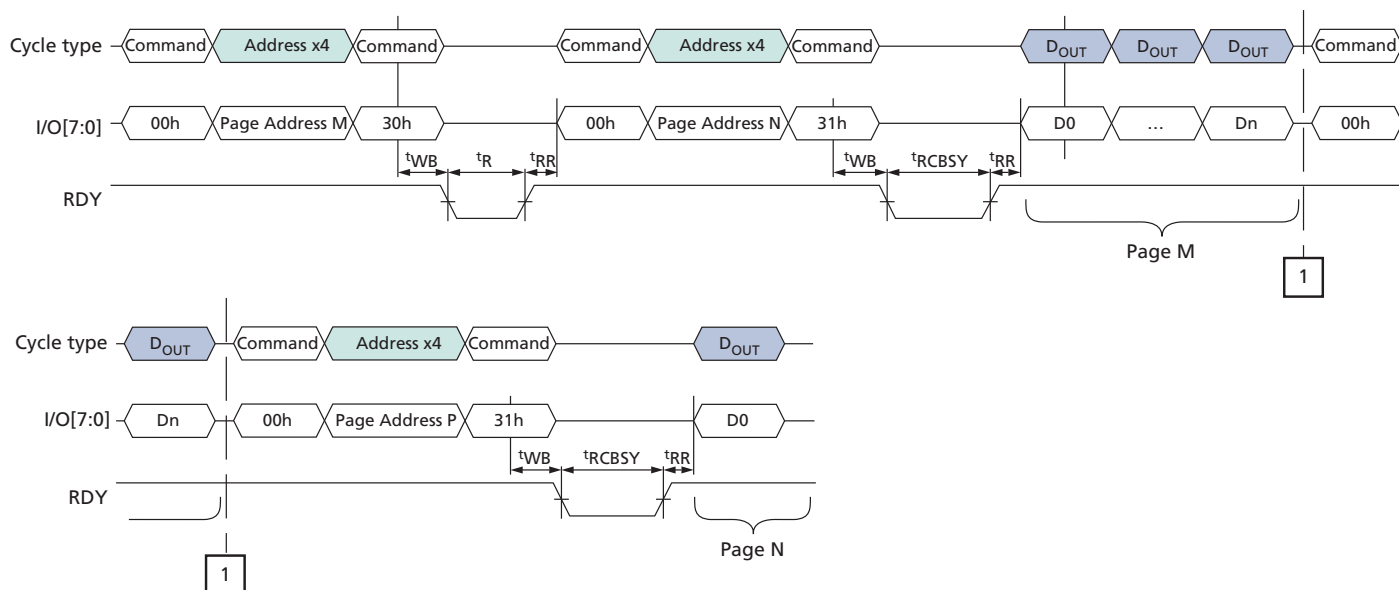 Cycle type Command Address x4 Command Command Address x4 Command DOUT DOUT DOUT Command
I/O[7:0] 00h Page Address M 30h 00h Page Address N 31h D0 … Dn 00h
tWB tR tRR tWB tRCBSY tRR
RDY
Page M
1
Cycle type DOUT Command Address x4 Command DOUT
I/O[7:0] Dn 00h Page Address P 31h D0
tWB tRCBSY tRR
RDY
Page N
1